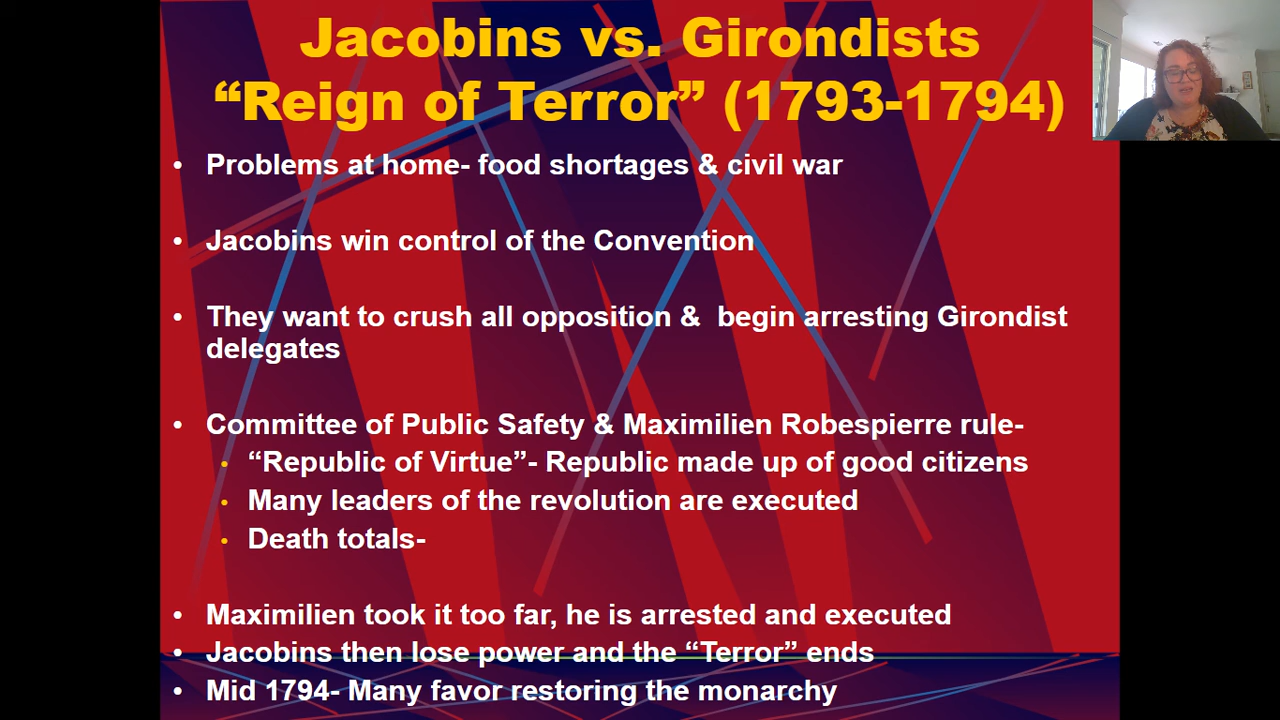 Jacobins vs. Girondists
“Reign of Terror” (1793-1794)
• Problems at home- food shortages & civil war
• Jacobins win control of the Convention
• They want to crush all opposition &  begin arresting Girondist
delegates
• Committee of Public Safety & Maximilien Robespierre rule-
• “Republic of Virtue”- Republic made up of good citizens
• Many leaders of the revolution are executed
• Death totals-
• Maximilien took it too far, he is arrested and executed
• Jacobins then lose power and the “Terror” ends
• Mid 1794- Many favor restoring the monarchy